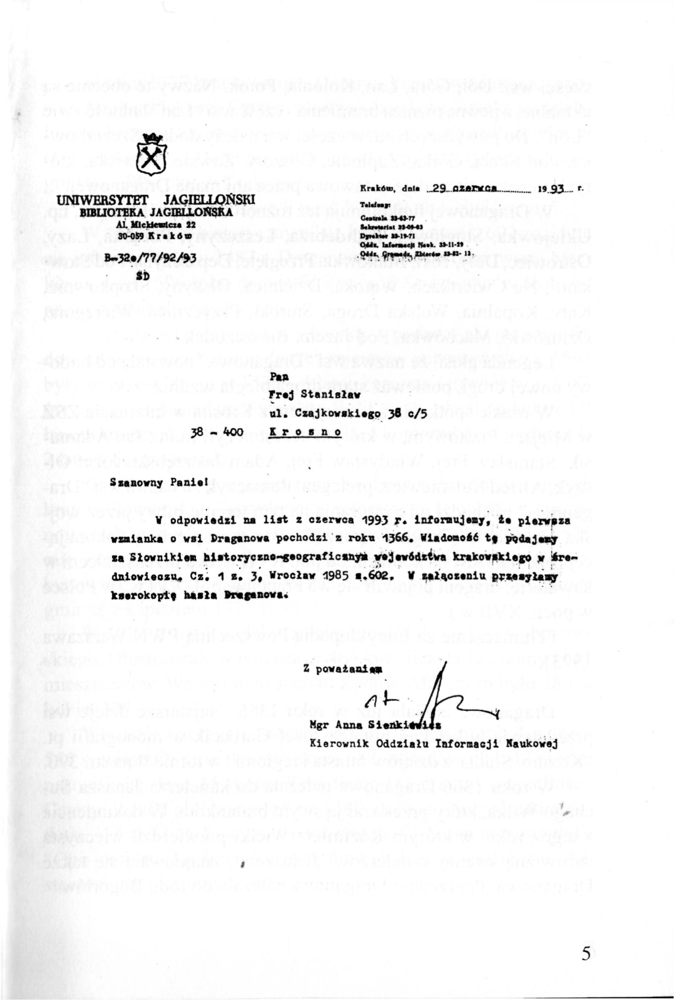 UNIWERSYTET JAGIELLOŃSKI
BIBLIOTEKA JAGIELLOŃSKA
Al. Mickiewicza 22
30-059 Kraków
B-32e/77/92/93
ŚD
Kraków, dnia 29 czerwca 1993 r.
Telefony:
Centrala 33-63-77
Sekretariat 33-09-03
Dyrektor 33-19-71
Oddz. Informacji Nauk. 33-11-29
Oddz. Gromadz. Zbiorów 33-52-13
Pan
Frej Stanisław
ul. Czajkowskiego 38 c/5
38 - 400 Krosno
Szanowny Panie!
W odpowiedzi na list z czerwca 1993 r. informujemy, że pierwsza
wzmianka o wsi Draganowa pochodzi z roku 1366. Wiadomość tę podajemy
za Słownikiem historyczno-geograficznym województwa krakowskiego w śre-
dniowieczu. Cz. 1 z. 3, Wrocław 1985 s.602. W załączeniu przesyłamy
kserokopię hasła Draganowa.
Z poważaniem
Mgr Anna Sienkiewicz
Kierownik Oddziału Informacji Naukowej
5